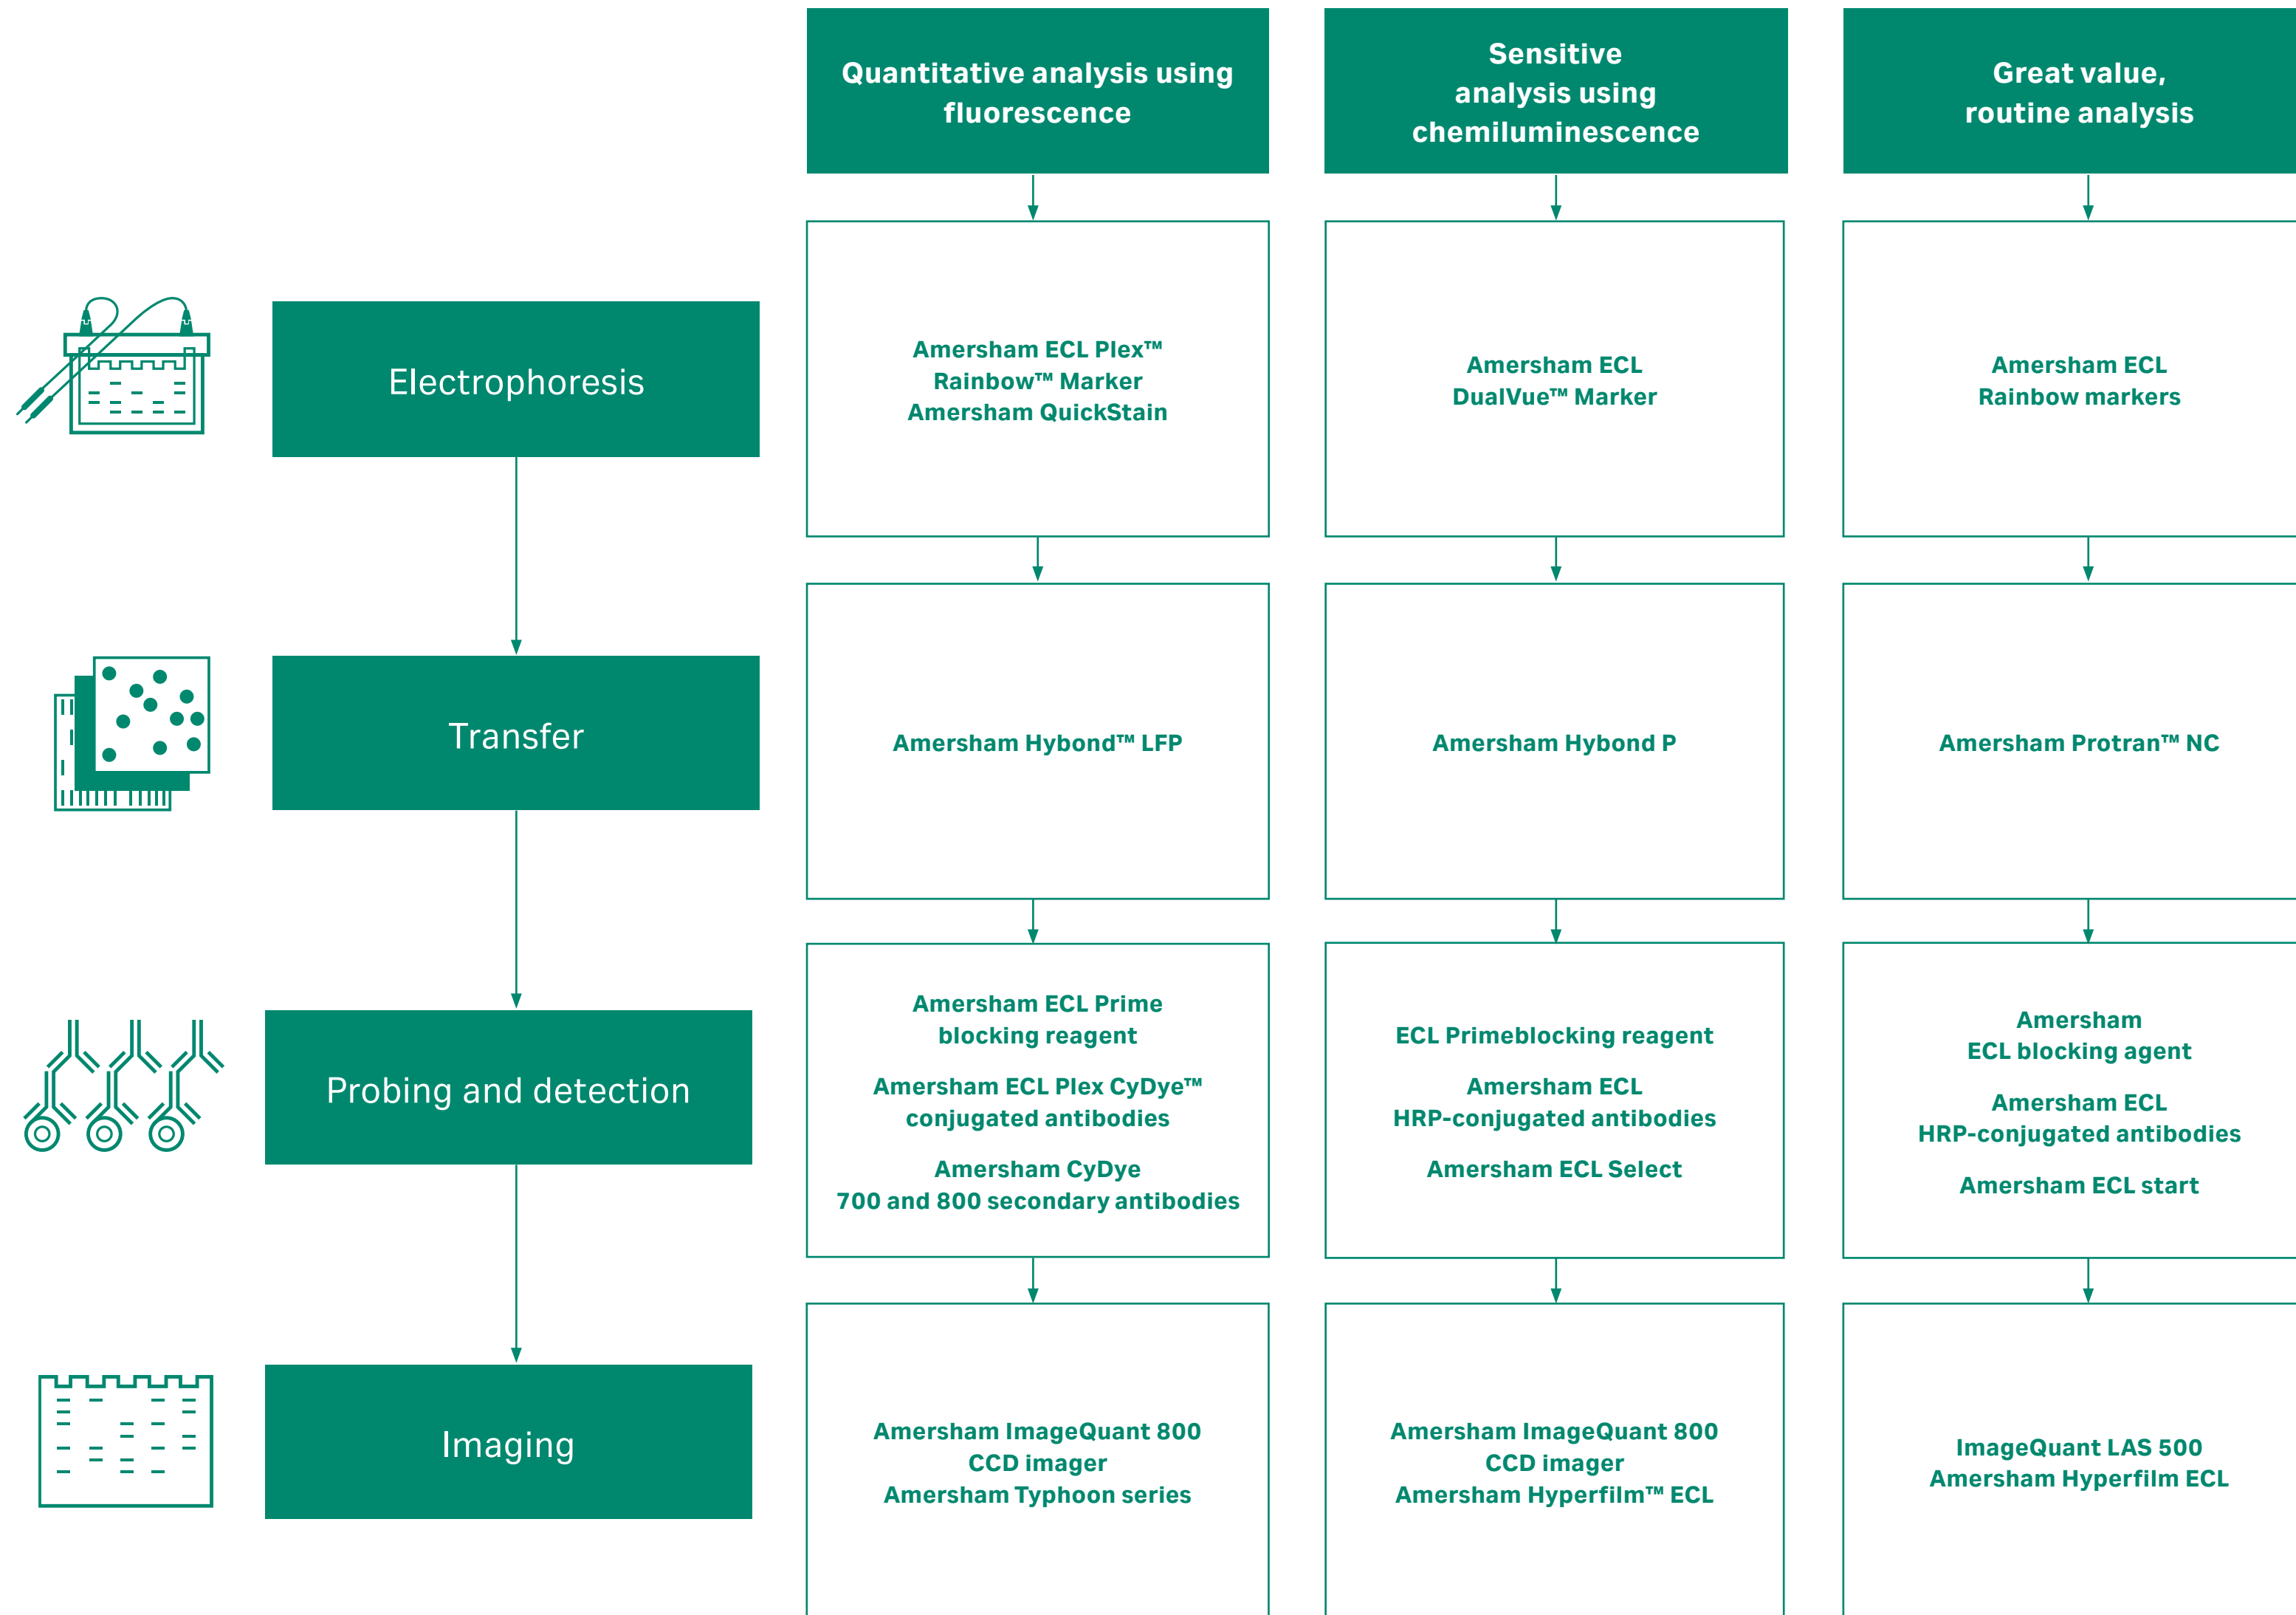 Quantitative analysis using
fluorescence
Sensitive
analysis using
chemiluminescence
Great value,
routine analysis
Electrophoresis
Amersham ECL Plex™
Rainbow™ Marker
Amersham QuickStain
Amersham ECL
DualVue™ Marker
Amersham ECL
Rainbow markers
Transfer
Amersham Hybond™ LFP
Amersham Hybond P
Amersham Protran™ NC
Probing and detection
Amersham ECL Prime
blocking reagent
Amersham ECL Plex CyDye™
conjugated antibodies
Amersham CyDye
700 and 800 secondary antibodies
ECL Primeblocking reagent
Amersham ECL
HRP-conjugated antibodies
Amersham ECL Select
Amersham
ECL blocking agent
Amersham ECL
HRP-conjugated antibodies
Amersham ECL start
Imaging
Amersham ImageQuant 800
CCD imager
Amersham Typhoon series
Amersham ImageQuant 800
CCD imager
Amersham Hyperfilm™ ECL
ImageQuant LAS 500
Amersham Hyperfilm ECL